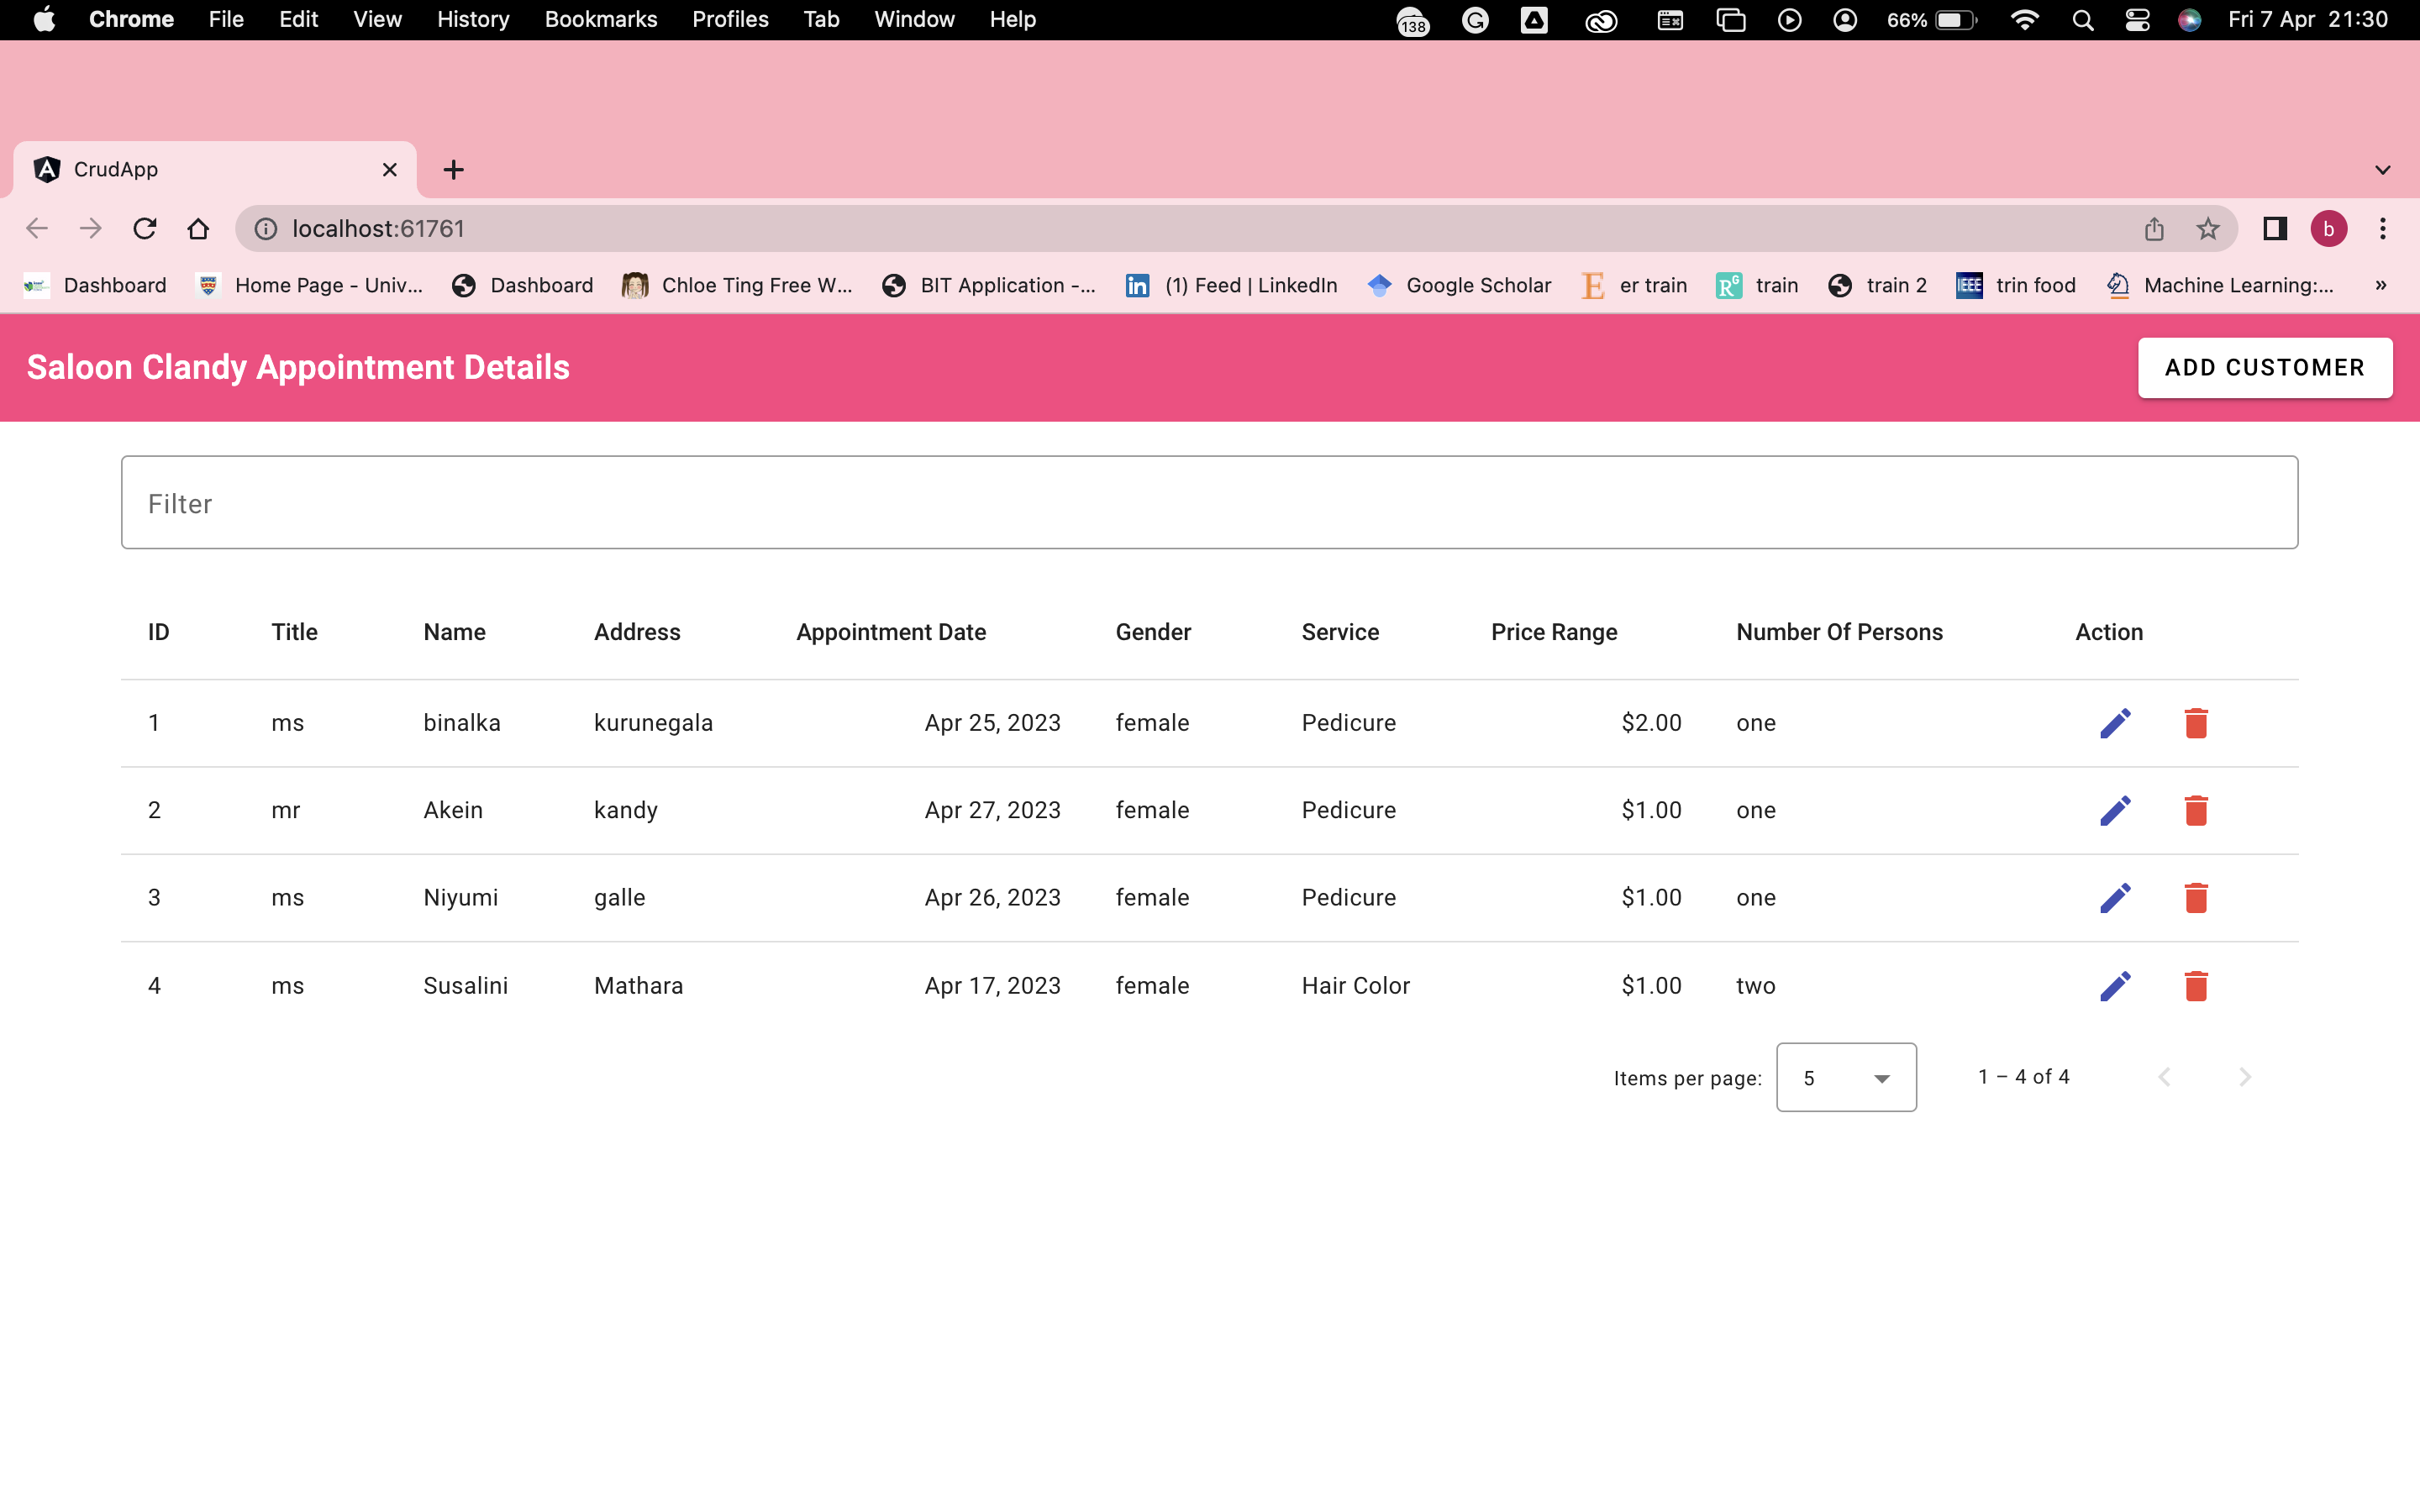 Chrome File Edit View History Bookmarks Profiles Tab Window Help 138 66% Fri 7 Apr 21:30
CrudApp
localhost:61761 b
Dashboard Home Page - Univ... Dashboard Chloe Ting Free W... BIT Application -... (1) Feed | LinkedIn Google Scholar er train train train 2 IEEE trin food Machine Learning:... »
Saloon Clandy Appointment Details ADD CUSTOMER
Filter
ID Title Name Address Appointment Date Gender Service Price Range Number Of Persons Action
1 ms binalka kurunegala Apr 25, 2023 female Pedicure $2.00 one
2 mr Akein kandy Apr 27, 2023 female Pedicure $1.00 one
3 ms Niyumi galle Apr 26, 2023 female Pedicure $1.00 one
4 ms Susalini Mathara Apr 17, 2023 female Hair Color $1.00 two
Items per page: 5 1 – 4 of 4